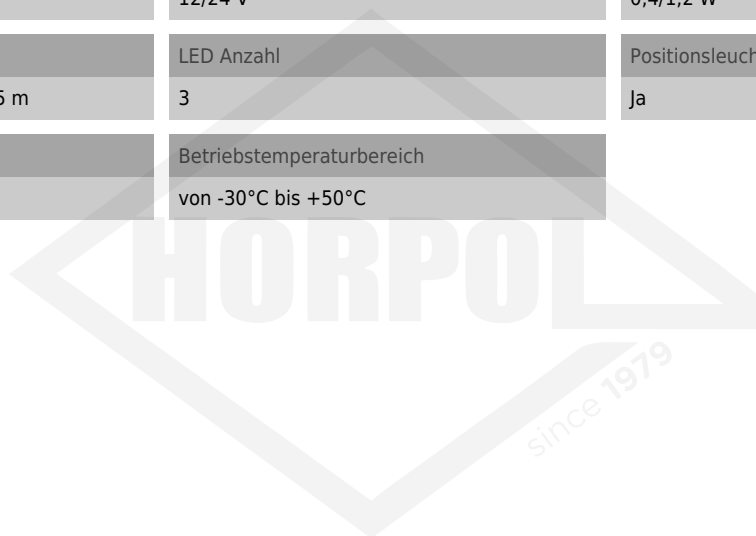 12/24 V
0,4/1,2 W
LED Anzahl
5 m
3
Ja
Betriebstemperaturbereich
von -30°C bis +50°C
HORPOL
since 1979